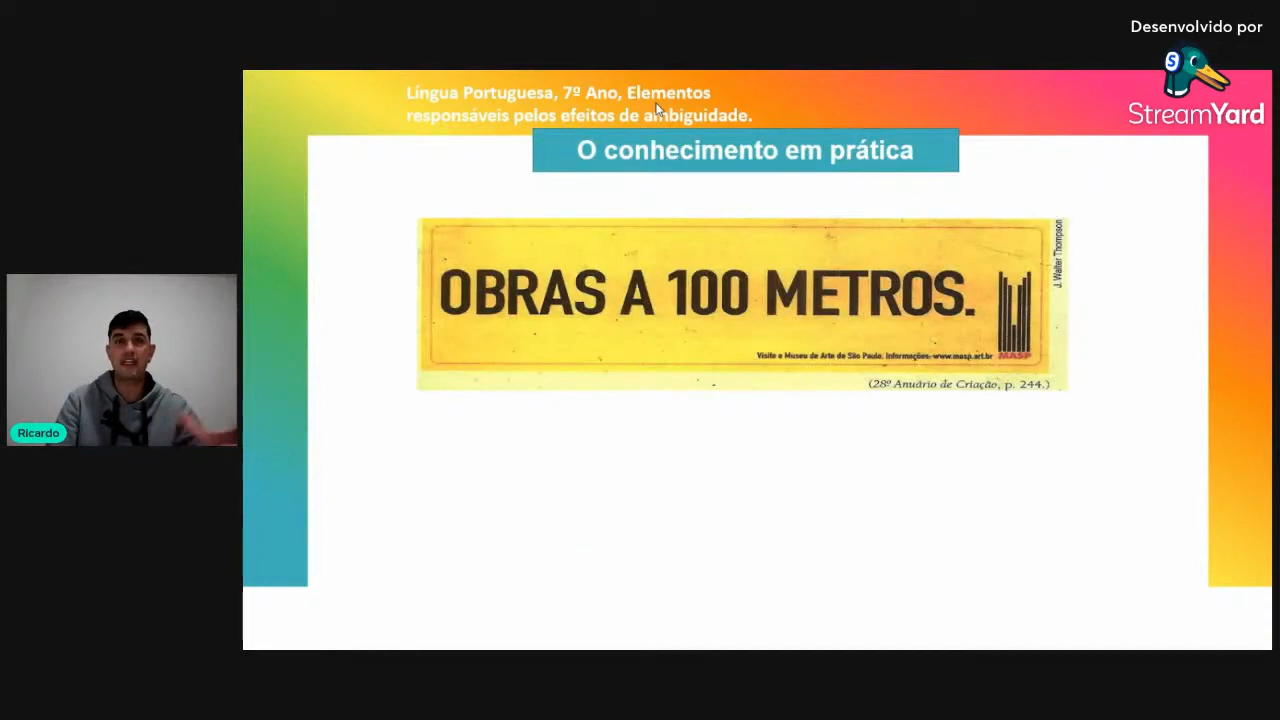 Desenvolvido por
StreamYard
Língua Portuguesa, 7º Ano, Elementos
responsáveis pelos efeitos de ambiguidade.
O conhecimento em prática
OBRAS A 100 METROS.
J. Walter Thompson
Visite o Museu de Arte de São Paulo. Informações: www.masp.art.br
MASP
(28º Anuário de Criação, p. 244.)
Ricardo